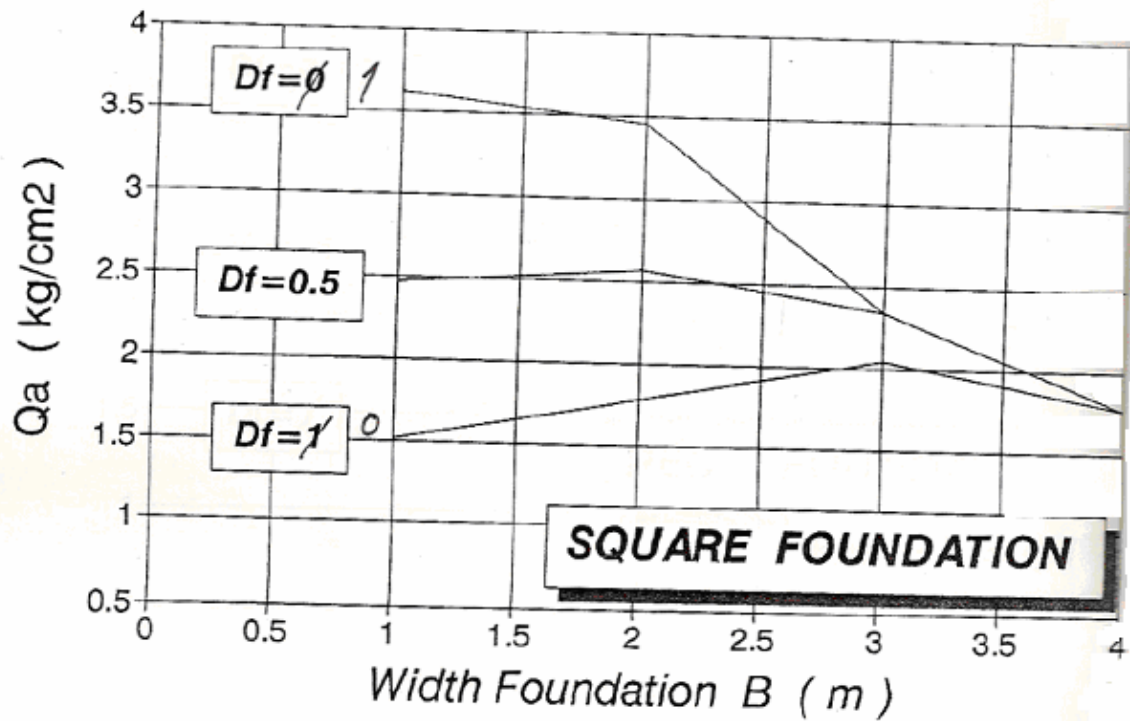 4
Df=0 1
3.5
3
Qa ( kg/cm2 )
2.5
Df=0.5
2
1.5
Df=1 0
1
SQUARE FOUNDATION
0.5
0 0.5 1 1.5 2 2.5 3 3.5 4
Width Foundation B ( m )